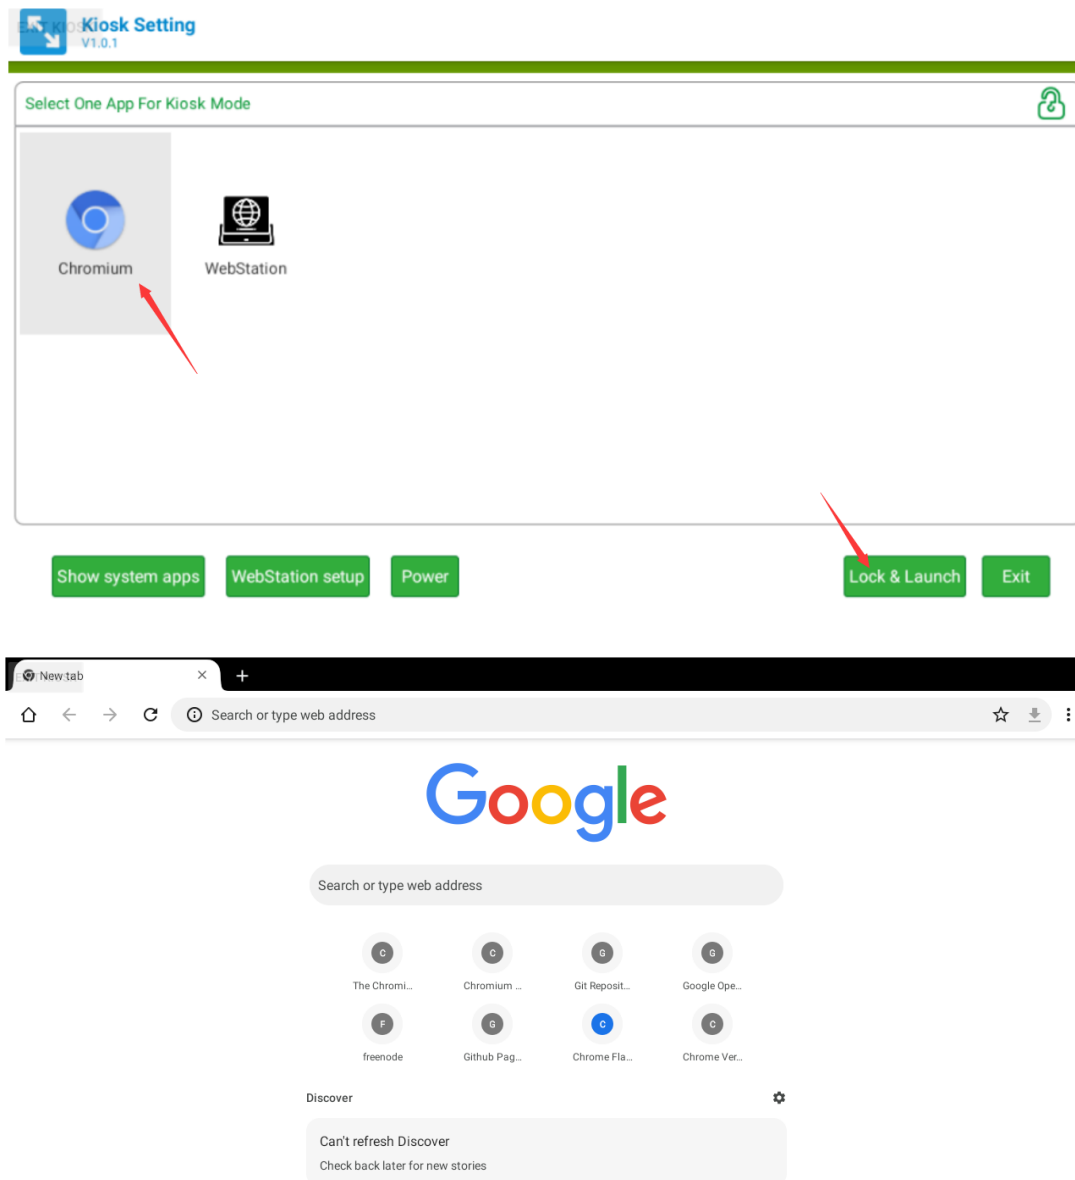 EXIT KIOSK
Kiosk Setting
V1.0.1
Select One App For Kiosk Mode
Chromium
WebStation
Show system apps
WebStation setup
Power
Lock & Launch
Exit
New tab
Search or type web address
Google
Search or type web address
C
C
G
G
The Chromi...
Chromium ...
Git Reposit...
Google Ope...
F
G
C
C
freenode
Github Pag...
Chrome Fla...
Chrome Ver...
Discover
Can't refresh Discover
Check back later for new stories